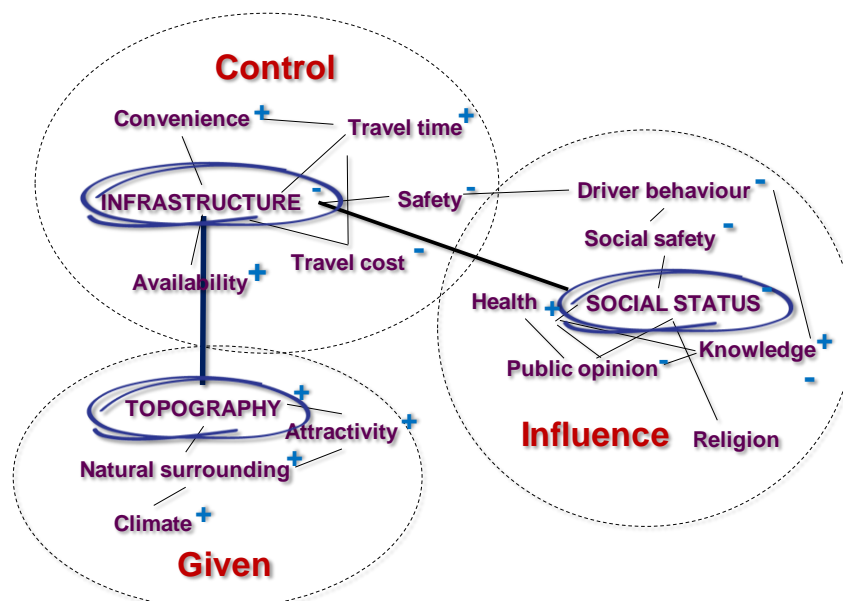 Control
Convenience +
Travel time +
INFRASTRUCTURE -
Safety -
Travel cost -
Availability +
Driver behaviour -
Social safety -
Health +
SOCIAL STATUS -
Knowledge +
-
Public opinion -
Influence
Religion
TOPOGRAPHY +
Attractivity +
Natural surrounding +
Climate +
Given